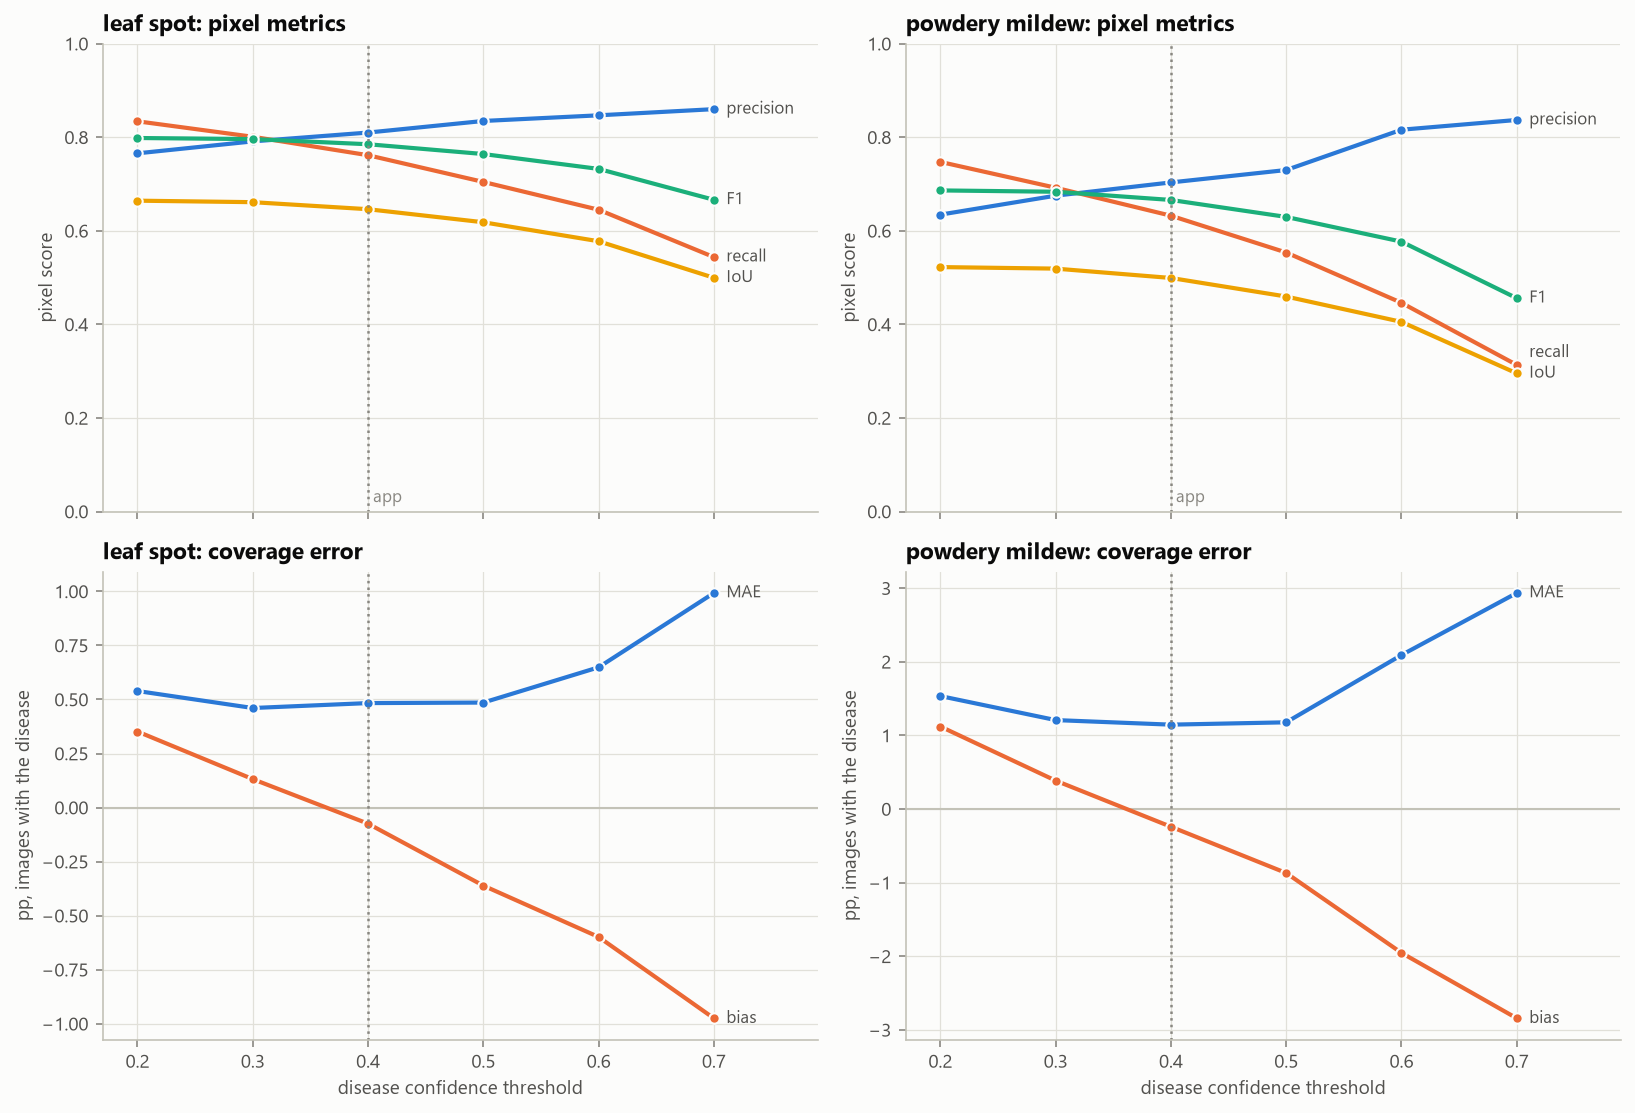 leaf spot: pixel metrics
1.0
0.8
0.6
0.4
0.2
0.0
pixel score
precision
F1
recall
IoU
app
powdery mildew: pixel metrics
1.0
0.8
0.6
0.4
0.2
0.0
pixel score
precision
F1
recall
IoU
app
leaf spot: coverage error
1.00
0.75
0.50
0.25
0.00
−0.25
−0.50
−0.75
−1.00
pp, images with the disease
MAE
bias
0.2 0.3 0.4 0.5 0.6 0.7
disease confidence threshold
powdery mildew: coverage error
3
2
1
0
−1
−2
−3
pp, images with the disease
MAE
bias
0.2 0.3 0.4 0.5 0.6 0.7
disease confidence threshold